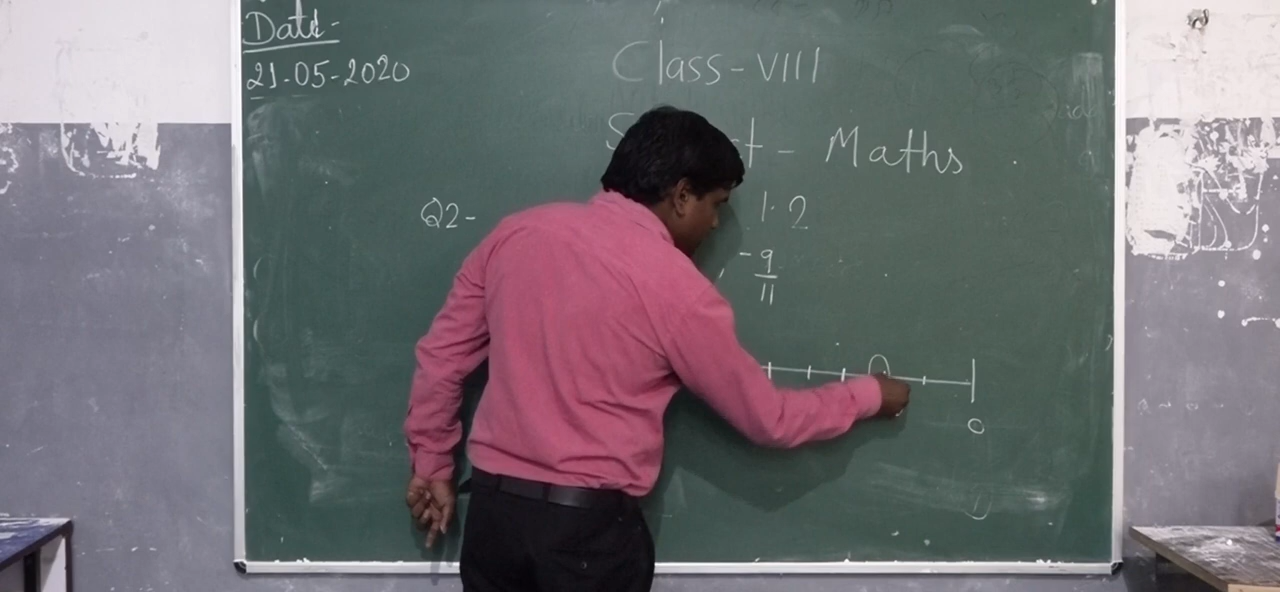 Date-
21-05-2020
Class-VIII
- Maths
Q2-
1.2
, -9/11
0